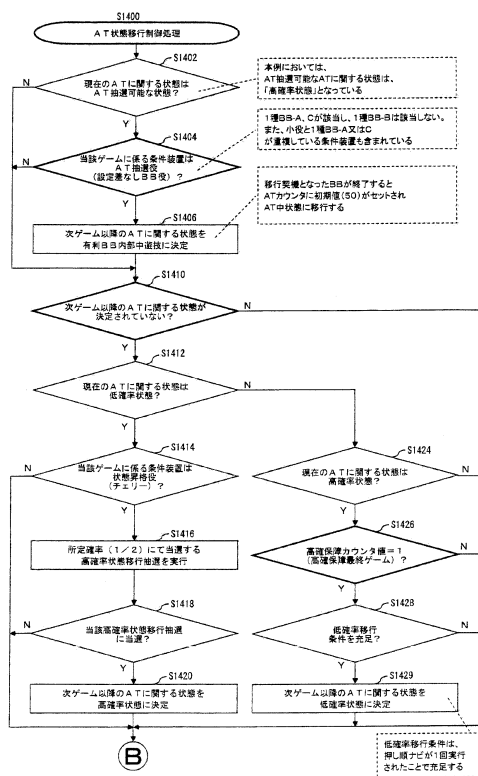 S1400
AT状態移行制御処理
S1402
現在のATに関する状態は
AT抽選可能な状態？
N
Y
本例においては、
AT抽選可能なATに関する状態は、
「高確率状態」となっている
S1404
当該ゲームに係る条件装置は
AT抽選役
(設定差なしBB役)？
N
Y
1種BB-A、Cが該当し、1種BB-Bは該当しない。
また、小役と1種BB-A又はC
が重複している条件装置も含まれている
S1406
次ゲーム以降のATに関する状態を
有利BB内部中遊技に決定
移行契機となったBBが終了すると
ATカウンタに初期値(50)がセットされ
AT中状態に移行する
S1410
次ゲーム以降のATに関する状態が
決定されていない？
N
Y
S1412
現在のATに関する状態は
低確率状態？
N
Y
S1414
当該ゲームに係る条件装置は
状態昇格役
(チェリー)？
N
Y
S1416
所定確率(1/2)にて当選する
高確率状態移行抽選を実行
S1418
当該高確率状態移行抽選
に当選？
N
Y
S1420
次ゲーム以降のATに関する状態を
高確率状態に決定
S1424
現在のATに関する状態は
高確率状態？
N
Y
S1426
高確保障カウンタ値＝1
(高確保障最終ゲーム)？
N
Y
S1428
低確率移行
条件を充足？
N
Y
S1429
次ゲーム以降のATに関する状態を
低確率状態に決定
低確率移行条件は、
押し順ナビが1回実行
されたことで充足する
B